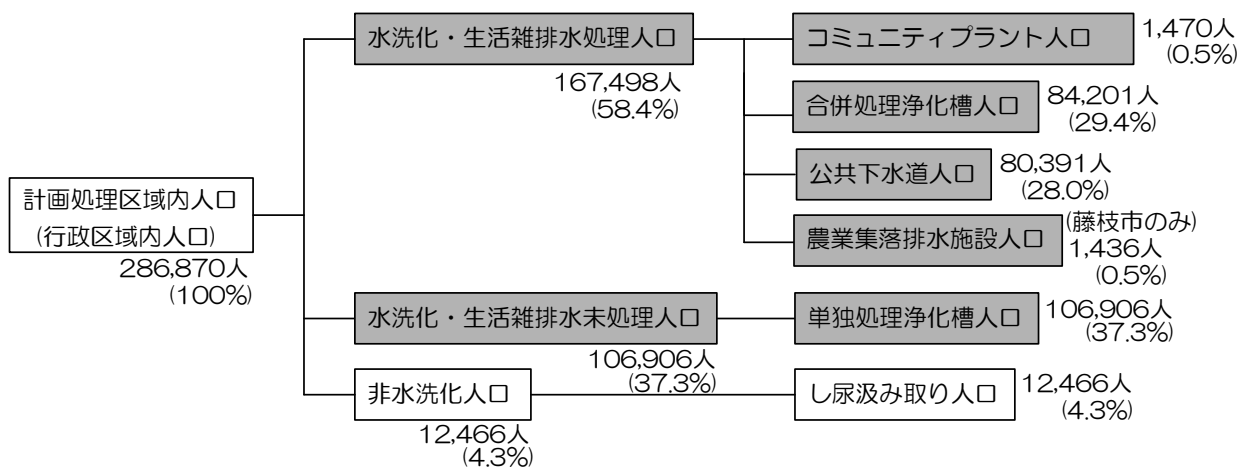 計画処理区域内人口
(行政区域内人口)
286,870人
(100%)
水洗化・生活雑排水処理人口
167,498人
(58.4%)
コミュニティプラント人口
1,470人
(0.5%)
合併処理浄化槽人口
84,201人
(29.4%)
公共下水道人口
80,391人
(28.0%)
農業集落排水施設人口
(藤枝市のみ)
1,436人
(0.5%)
水洗化・生活雑排水未処理人口
106,906人
(37.3%)
単独処理浄化槽人口
106,906人
(37.3%)
非水洗化人口
12,466人
(4.3%)
し尿汲み取り人口
12,466人
(4.3%)